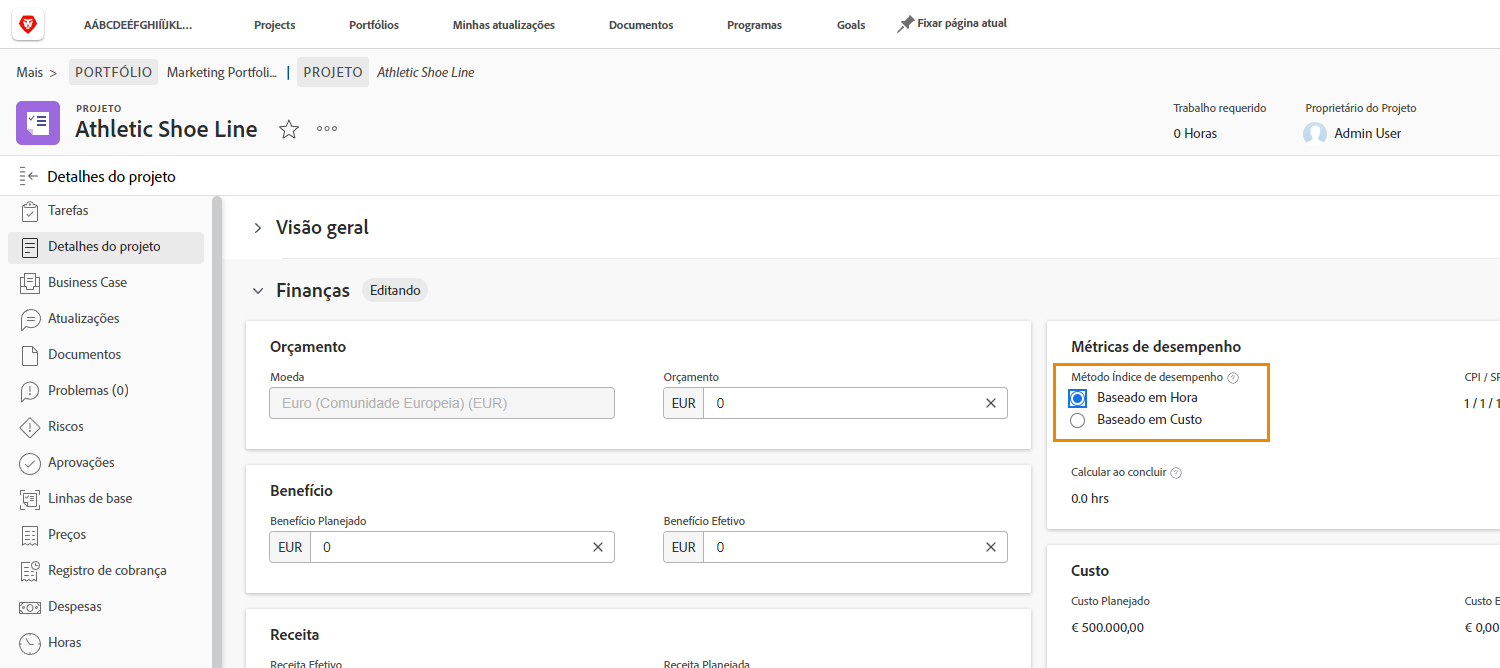 AÁBCDEÉFGHIÍÏJKL... Projects Portfólios Minhas atualizações Documentos Programas Goals Fixar página atual
Mais > PORTFÓLIO Marketing Portfoli... | PROJETO Athletic Shoe Line
PROJETO
Athletic Shoe Line
Trabalho requerido
0 Horas
Proprietário do Projeto
Admin User
Detalhes do projeto
Tarefas
Detalhes do projeto
Business Case
Atualizações
Documentos
Problemas (0)
Riscos
Aprovações
Linhas de base
Preços
Registro de cobrança
Despesas
Horas
Visão geral
Finanças Editando
Orçamento
Moeda
Euro (Comunidade Europeia) (EUR)
Orçamento
EUR 0
Benefício
Benefício Planejado
EUR 0
Benefício Efetivo
EUR 0
Receita
Receita Efetivo
Receita Planejada
Métricas de desempenho
Método Índice de desempenho
Baseado em Hora
Baseado em Custo
CPI / SP
1 / 1 / 1
Calcular ao concluir
0.0 hrs
Custo
Custo Planejado
€ 500.000,00
Custo E
€ 0,00